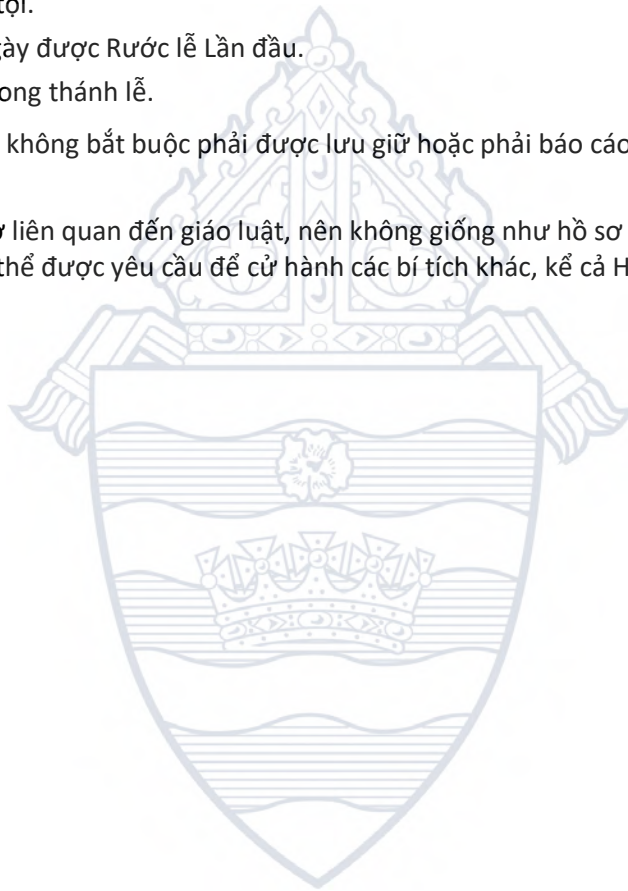 tội.
gày được Rước lễ Lần đầu.
ong thánh lễ.
không bắt buộc phải được lưu giữ hoặc phải báo cáo
liên quan đến giáo luật, nên không giống như hồ sơ
thể được yêu cầu để cử hành các bí tích khác, kể cả H